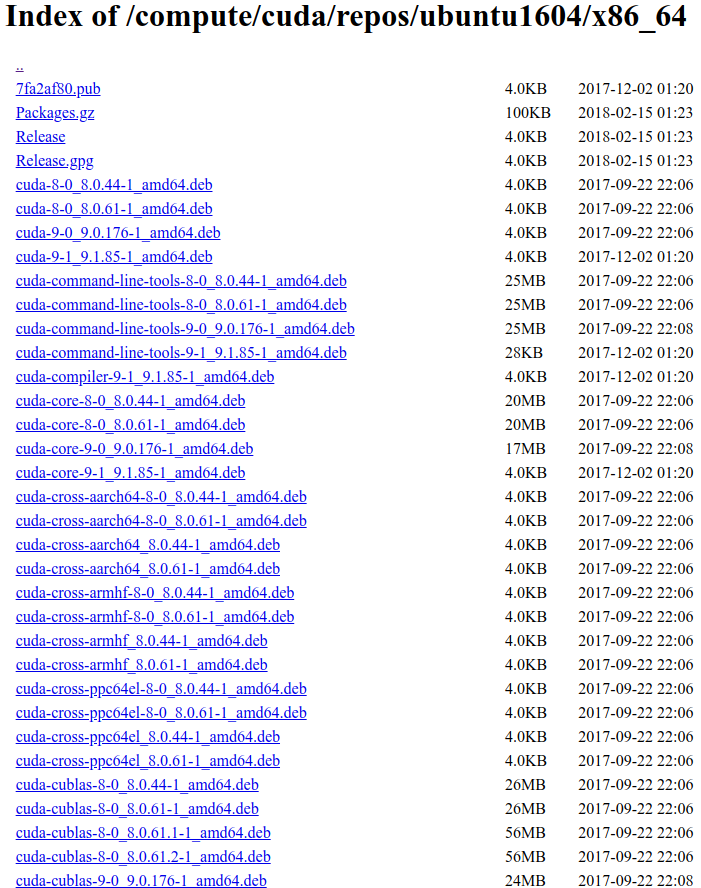 Index of /compute/cuda/repos/ubuntu1604/x86_64
..
7fa2af80.pub 4.0KB 2017-12-02 01:20
Packages.gz 100KB 2018-02-15 01:23
Release 4.0KB 2018-02-15 01:23
Release.gpg 4.0KB 2018-02-15 01:23
cuda-8-0_8.0.44-1_amd64.deb 4.0KB 2017-09-22 22:06
cuda-8-0_8.0.61-1_amd64.deb 4.0KB 2017-09-22 22:06
cuda-9-0_9.0.176-1_amd64.deb 4.0KB 2017-09-22 22:06
cuda-9-1_9.1.85-1_amd64.deb 4.0KB 2017-12-02 01:20
cuda-command-line-tools-8-0_8.0.44-1_amd64.deb 25MB 2017-09-22 22:06
cuda-command-line-tools-8-0_8.0.61-1_amd64.deb 25MB 2017-09-22 22:06
cuda-command-line-tools-9-0_9.0.176-1_amd64.deb 25MB 2017-09-22 22:08
cuda-command-line-tools-9-1_9.1.85-1_amd64.deb 28KB 2017-12-02 01:20
cuda-compiler-9-1_9.1.85-1_amd64.deb 4.0KB 2017-12-02 01:20
cuda-core-8-0_8.0.44-1_amd64.deb 20MB 2017-09-22 22:06
cuda-core-8-0_8.0.61-1_amd64.deb 20MB 2017-09-22 22:06
cuda-core-9-0_9.0.176-1_amd64.deb 17MB 2017-09-22 22:08
cuda-core-9-1_9.1.85-1_amd64.deb 4.0KB 2017-12-02 01:20
cuda-cross-aarch64-8-0_8.0.44-1_amd64.deb 4.0KB 2017-09-22 22:06
cuda-cross-aarch64-8-0_8.0.61-1_amd64.deb 4.0KB 2017-09-22 22:06
cuda-cross-aarch64_8.0.44-1_amd64.deb 4.0KB 2017-09-22 22:06
cuda-cross-aarch64_8.0.61-1_amd64.deb 4.0KB 2017-09-22 22:06
cuda-cross-armhf-8-0_8.0.44-1_amd64.deb 4.0KB 2017-09-22 22:06
cuda-cross-armhf-8-0_8.0.61-1_amd64.deb 4.0KB 2017-09-22 22:06
cuda-cross-armhf_8.0.44-1_amd64.deb 4.0KB 2017-09-22 22:06
cuda-cross-armhf_8.0.61-1_amd64.deb 4.0KB 2017-09-22 22:06
cuda-cross-ppc64el-8-0_8.0.44-1_amd64.deb 4.0KB 2017-09-22 22:06
cuda-cross-ppc64el-8-0_8.0.61-1_amd64.deb 4.0KB 2017-09-22 22:06
cuda-cross-ppc64el_8.0.44-1_amd64.deb 4.0KB 2017-09-22 22:06
cuda-cross-ppc64el_8.0.61-1_amd64.deb 4.0KB 2017-09-22 22:06
cuda-cublas-8-0_8.0.44-1_amd64.deb 26MB 2017-09-22 22:06
cuda-cublas-8-0_8.0.61-1_amd64.deb 26MB 2017-09-22 22:06
cuda-cublas-8-0_8.0.61.1-1_amd64.deb 56MB 2017-09-22 22:06
cuda-cublas-8-0_8.0.61.2-1_amd64.deb 56MB 2017-09-22 22:06
cuda-cublas-9-0_9.0.176-1_amd64.deb 24MB 2017-09-22 22:08